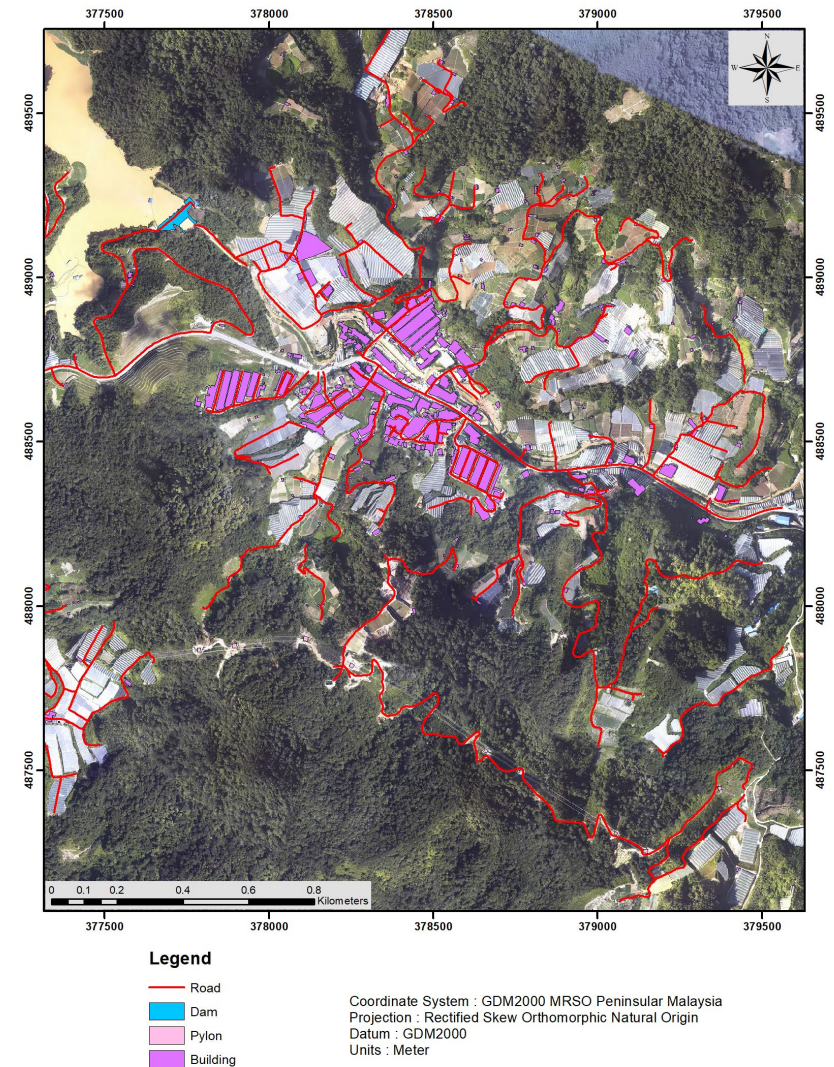 377500 378000 378500 379000 379500
N
W E
S
489500 489500
489000 489000
488500 488500
488000 488000
487500 487500
0 0.1 0.2 0.4 0.6 0.8
Kilometers
377500 378000 378500 379000 379500
Legend
Road
Dam
Pylon
Building
Coordinate System : GDM2000 MRSO Peninsular Malaysia
Projection : Rectified Skew Orthomorphic Natural Origin
Datum : GDM2000
Units : Meter